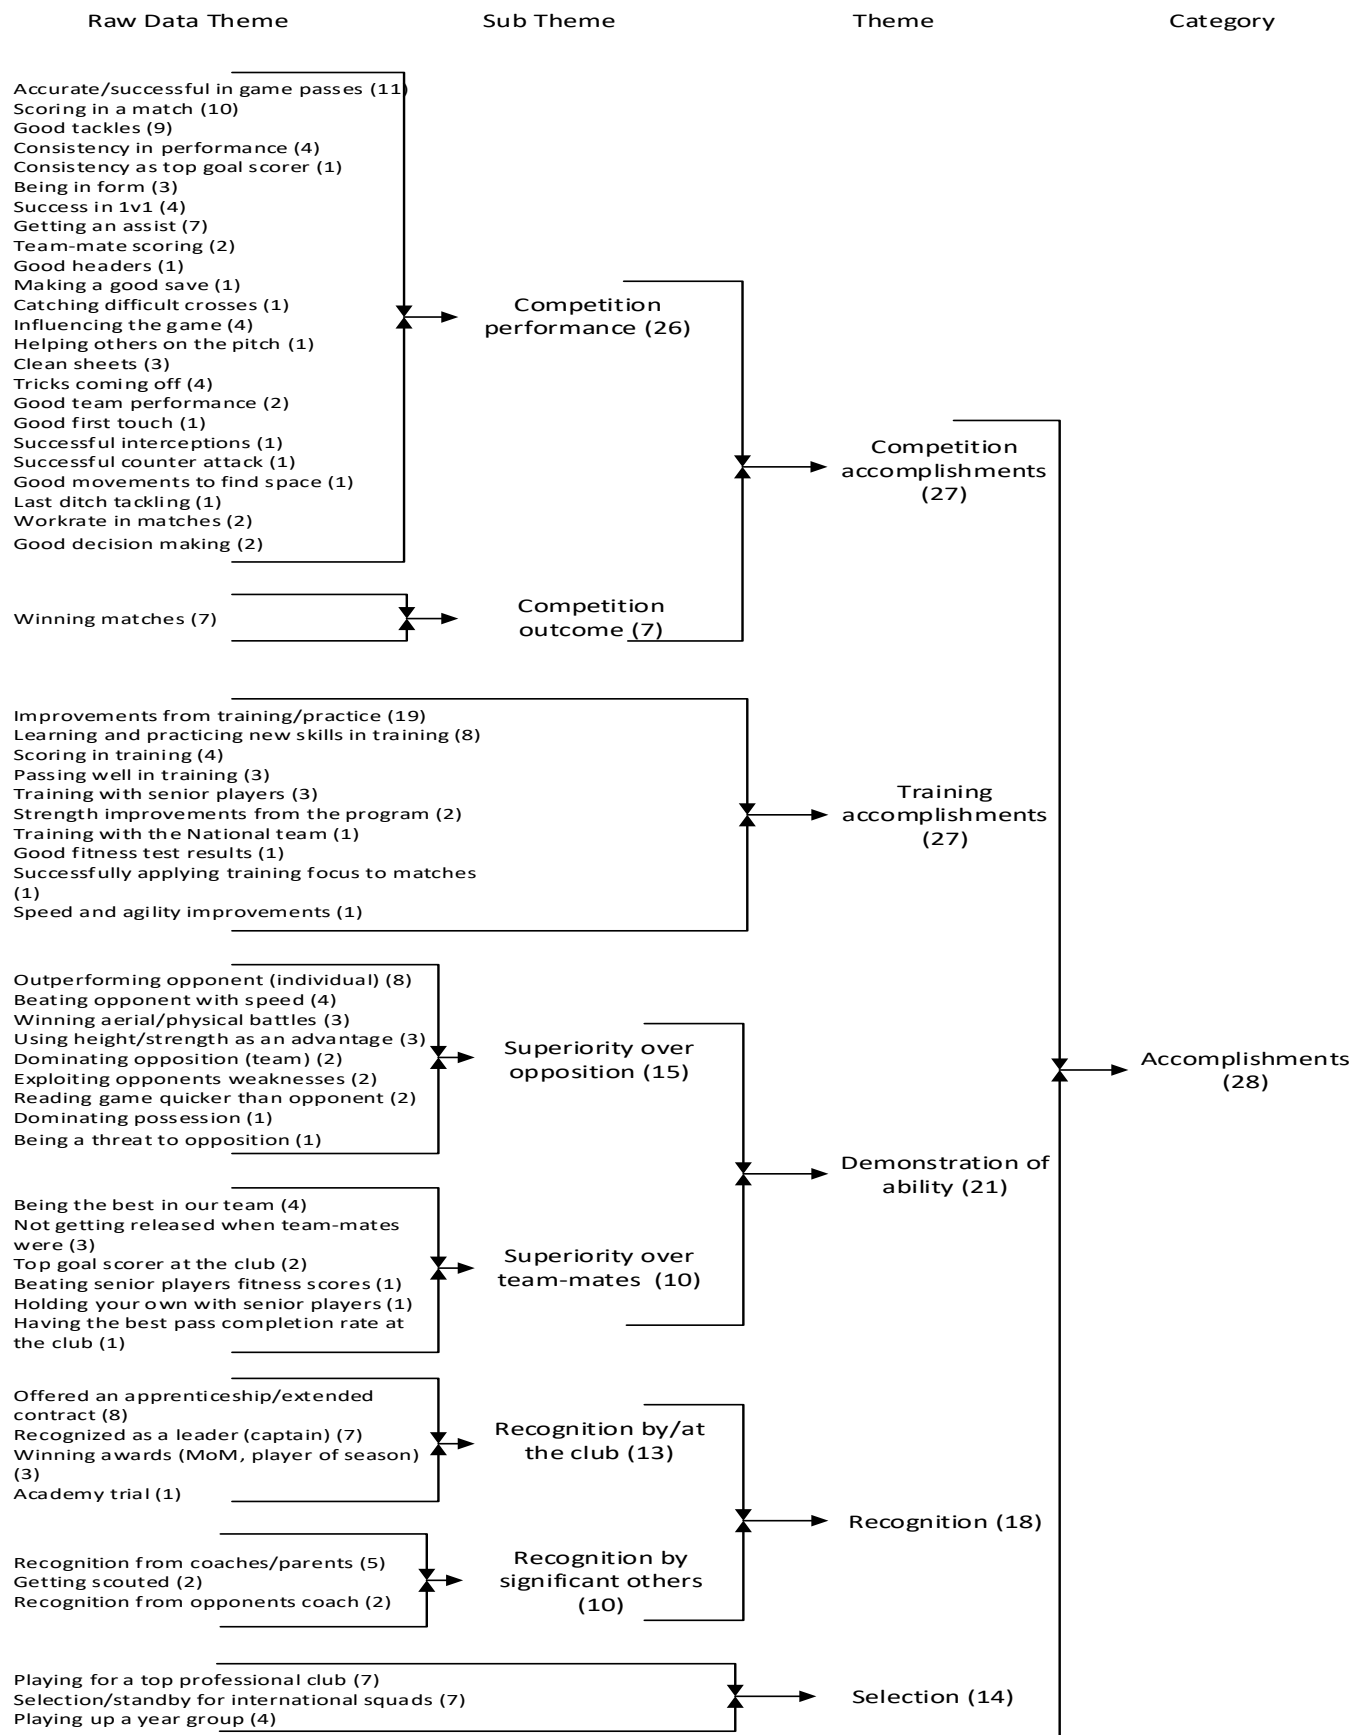 Raw Data Theme
Sub Theme
Theme
Category
Accurate/successful in game passes (11)
Scoring in a match (10)
Good tackles (9)
Consistency in performance (4)
Consistency as top goal scorer (1)
Being in form (3)
Success in 1v1 (4)
Getting an assist (7)
Team-mate scoring (2)
Good headers (1)
Making a good save (1)
Catching difficult crosses (1)
Influencing the game (4)
Helping others on the pitch (1)
Clean sheets (3)
Tricks coming off (4)
Good team performance (2)
Good first touch (1)
Successful interceptions (1)
Successful counter attack (1)
Good movements to find space (1)
Last ditch tackling (1)
Workrate in matches (2)
Good decision making (2)
Competition
performance (26)
Winning matches (7)
Competition
outcome (7)
Competition
accomplishments
(27)
Improvements from training/practice (19)
Learning and practicing new skills in training (8)
Scoring in training (4)
Passing well in training (3)
Training with senior players (3)
Strength improvements from the program (2)
Training with the National team (1)
Good fitness test results (1)
Successfully applying training focus to matches
(1)
Speed and agility improvements (1)
Training
accomplishments
(27)
Outperforming opponent (individual) (8)
Beating opponent with speed (4)
Winning aerial/physical battles (3)
Using height/strength as an advantage (3)
Dominating opposition (team) (2)
Exploiting opponents weaknesses (2)
Reading game quicker than opponent (2)
Dominating possession (1)
Being a threat to opposition (1)
Superiority over
opposition (15)
Being the best in our team (4)
Not getting released when team-mates
were (3)
Top goal scorer at the club (2)
Beating senior players fitness scores (1)
Holding your own with senior players (1)
Having the best pass completion rate at
the club (1)
Superiority over
team-mates (10)
Demonstration of
ability (21)
Offered an apprenticeship/extended
contract (8)
Recognized as a leader (captain) (7)
Winning awards (MoM, player of season)
(3)
Academy trial (1)
Recognition by/at
the club (13)
Recognition from coaches/parents (5)
Getting scouted (2)
Recognition from opponents coach (2)
Recognition by
significant others
(10)
Recognition (18)
Playing for a top professional club (7)
Selection/standby for international squads (7)
Playing up a year group (4)
Selection (14)
Accomplishments
(28)